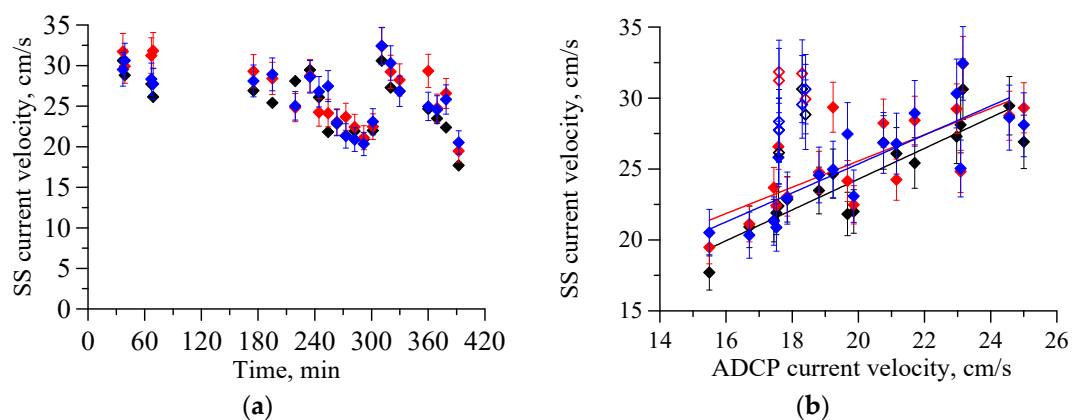 SS current velocity, cm/s
35
30
25
20
15
10
5
0
0 60 120 180 240 300 360 420
Time, min
(a)
SS current velocity, cm/s
35
30
25
20
15
14 16 18 20 22 24 26
ADCP current velocity, cm/s
(b)